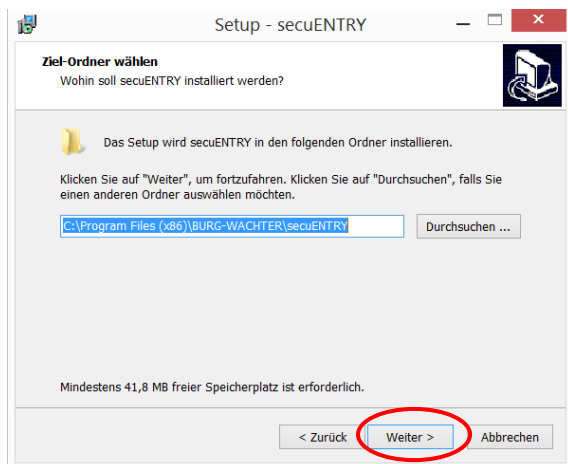 Setup - secuENTRY
Ziel-Ordner wählen
Wohin soll secuENTRY installiert werden?
Das Setup wird secuENTRY in den folgenden Ordner installieren.
Klicken Sie auf "Weiter", um fortzufahren. Klicken Sie auf "Durchsuchen", falls Sie
einen anderen Ordner auswählen möchten.
C:\Program Files (x86)\BURG-WACHTER\secuENTRY
Durchsuchen ...
Mindestens 41,8 MB freier Speicherplatz ist erforderlich.
< Zurück Weiter > Abbrechen